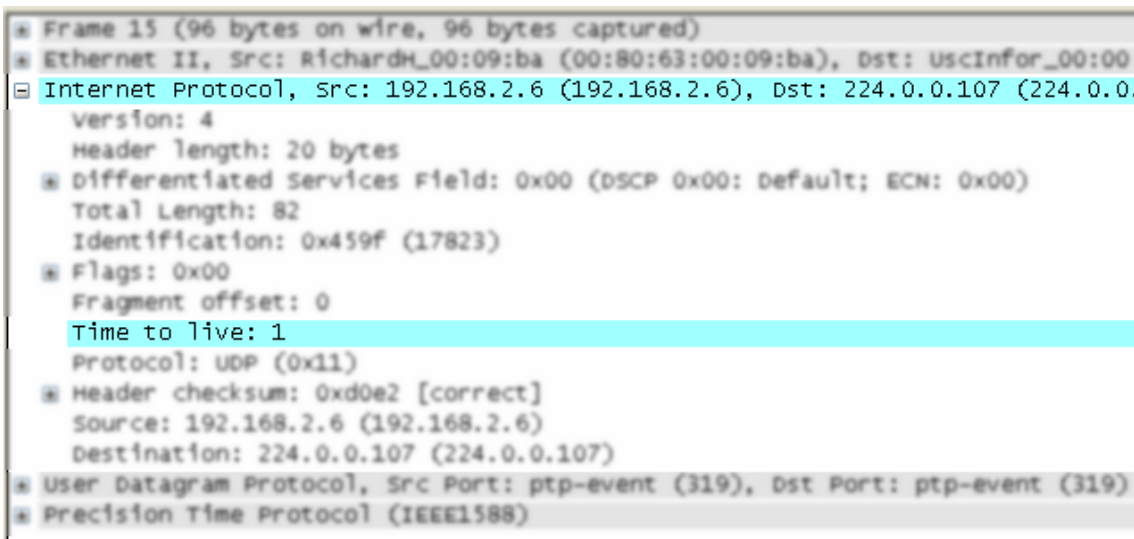 Frame 15 (96 bytes on wire, 96 bytes captured)
Ethernet II, Src: RichardH_00:09:ba (00:80:63:00:09:ba), Dst: UscInfor_00:00
Internet Protocol, Src: 192.168.2.6 (192.168.2.6), Dst: 224.0.0.107 (224.0.0.
Version: 4
Header length: 20 bytes
Differentiated Services Field: 0x00 (DSCP 0x00: Default; ECN: 0x00)
Total Length: 82
Identification: 0x459f (17823)
Flags: 0x00
Fragment offset: 0
Time to live: 1
Protocol: UDP (0x11)
Header checksum: 0xd0e2 [correct]
Source: 192.168.2.6 (192.168.2.6)
Destination: 224.0.0.107 (224.0.0.107)
User Datagram Protocol, Src Port: ptp-event (319), Dst Port: ptp-event (319)
Precision Time Protocol (IEEE1588)